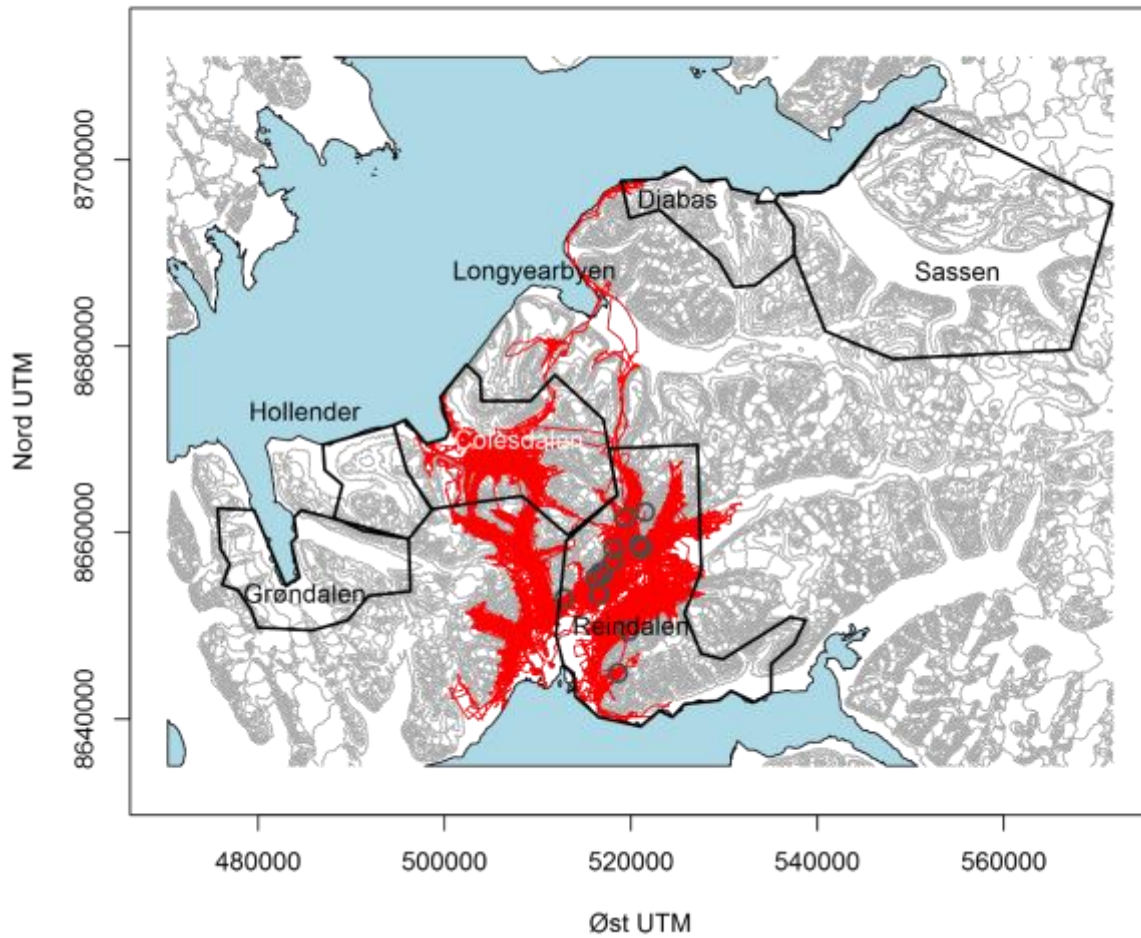 8700000
Diabas
Longyearbyen
Sassen
8680000
Hollender
Colesdalen
Nord UTM
8660000
Grøndalen
Reindalen
8640000
480000
500000
520000
540000
560000
Øst UTM